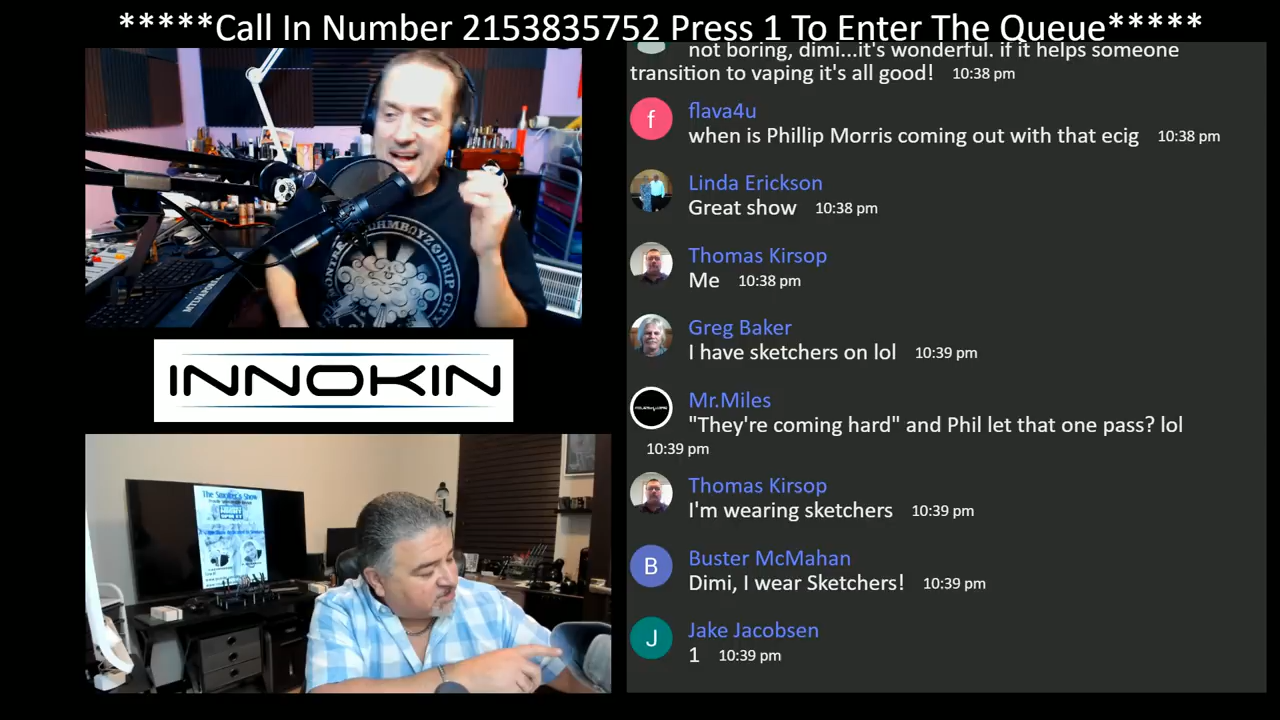 *****Call In Number 2153835752 Press 1 To Enter The Queue*****
not boring, dimi...it's wonderful. if it helps someone
transition to vaping it's all good! 10:38 pm
f
flava4u
when is Phillip Morris coming out with that ecig 10:38 pm
Linda Erickson
Great show 10:38 pm
Thomas Kirsop
Me 10:38 pm
Greg Baker
I have sketchers on lol 10:39 pm
Mr.Miles
"They're coming hard" and Phil let that one pass? lol
10:39 pm
Thomas Kirsop
I'm wearing sketchers 10:39 pm
B
Buster McMahan
Dimi, I wear Sketchers! 10:39 pm
J
Jake Jacobsen
1 10:39 pm
INNOKIN
DRIP CITY